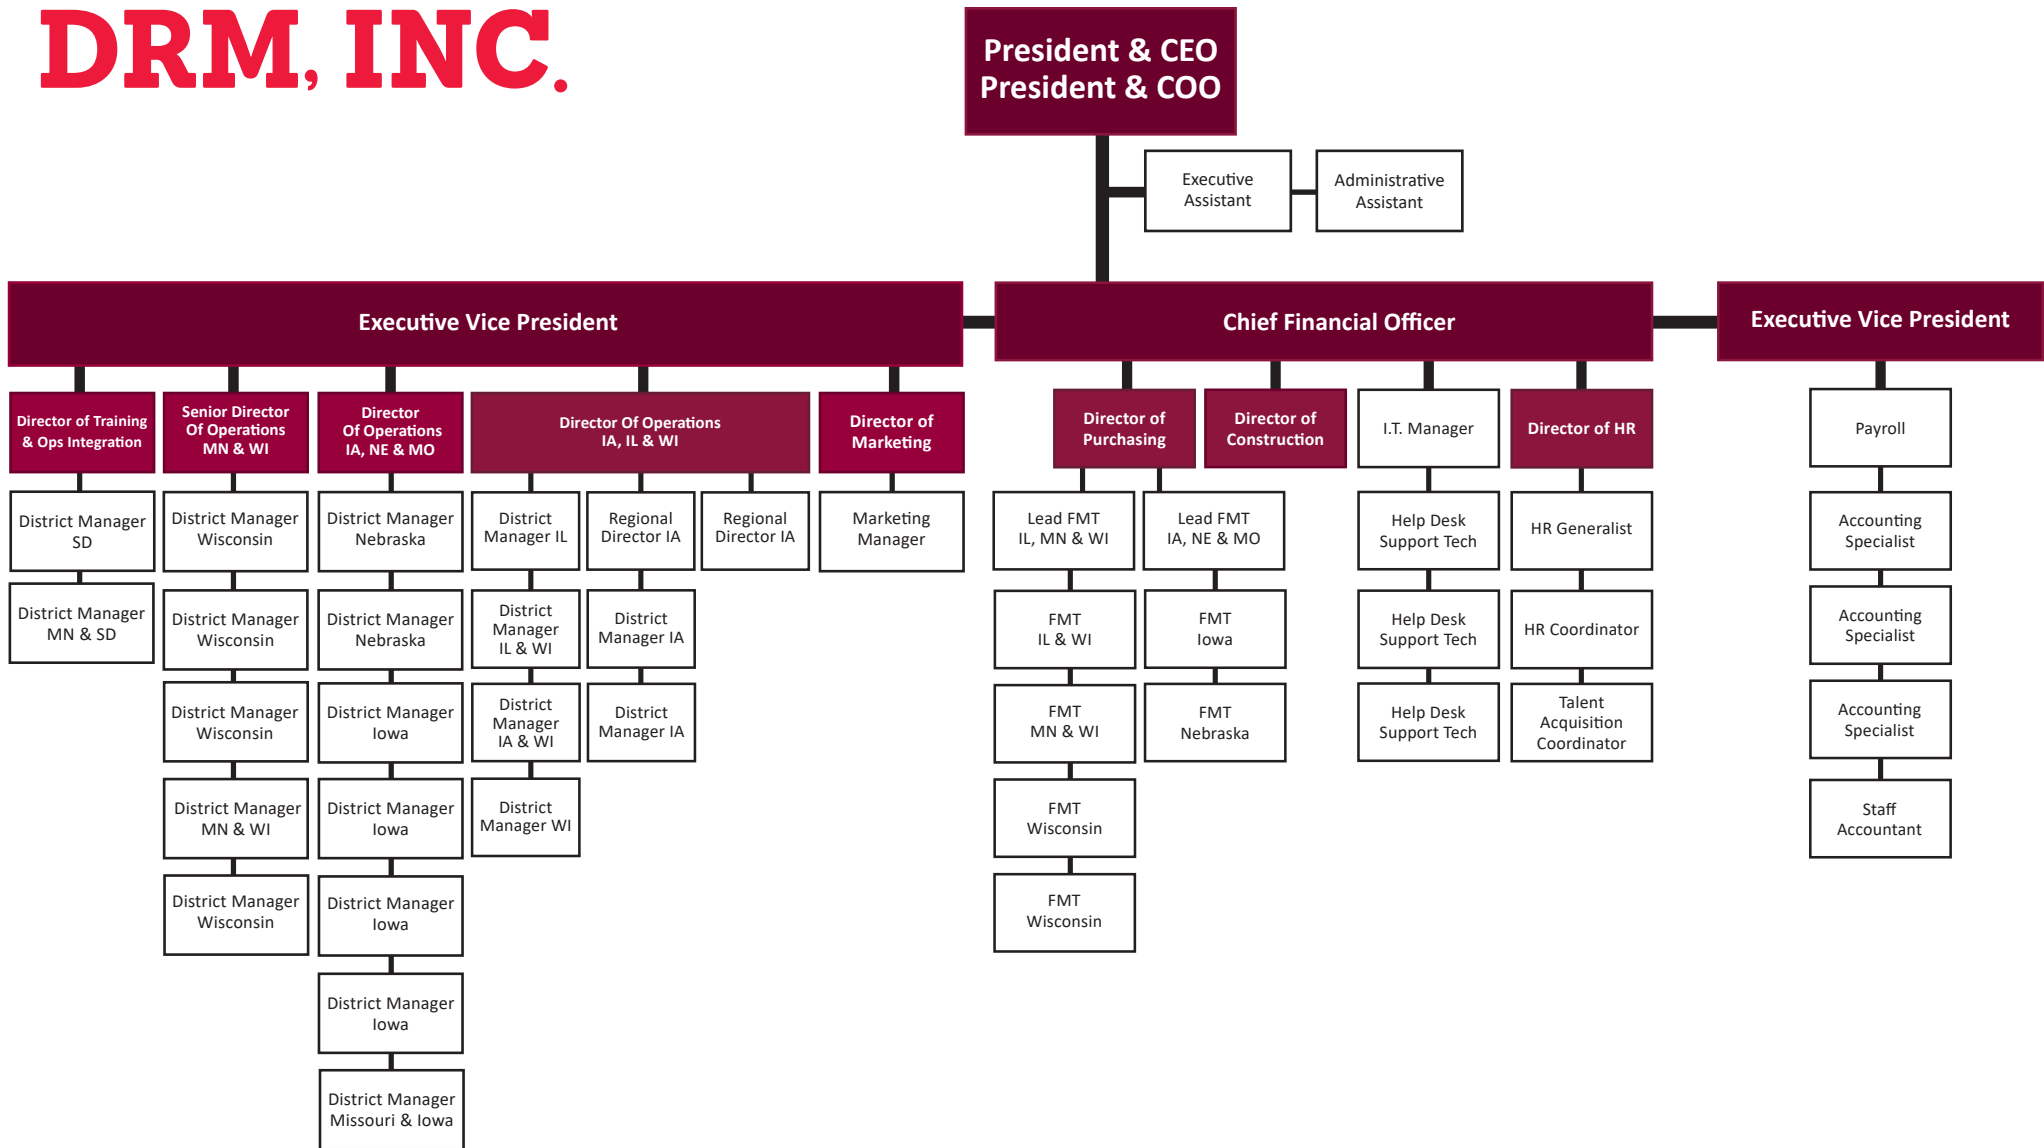 DRM, INC.
President & CEO
President & COO
Executive
Assistant
Administrative
Assistant
Executive Vice President
Chief Financial Officer
Executive Vice President
Director of Training
& Ops Integration
Senior Director
Of Operations
MN & WI
Director
Of Operations
IA, NE & MO
Director Of Operations
IA, IL & WI
Director of
Marketing
Director of
Purchasing
Director of
Construction
I.T. Manager
Director of HR
Payroll
District Manager
SD
District Manager
MN & SD
District Manager
Wisconsin
District Manager
Wisconsin
District Manager
Wisconsin
District Manager
MN & WI
District Manager
Wisconsin
District Manager
Nebraska
District Manager
Nebraska
District Manager
Iowa
District Manager
Iowa
District Manager
Iowa
District Manager
Iowa
District Manager
Missouri & Iowa
District
Manager IL
District
Manager
IL & WI
District
Manager
IA & WI
District
Manager WI
Regional
Director IA
District
Manager IA
District
Manager IA
Regional
Director IA
Marketing
Manager
Lead FMT
IL, MN & WI
FMT
IL & WI
FMT
MN & WI
FMT
Wisconsin
FMT
Wisconsin
Lead FMT
IA, NE & MO
FMT
Iowa
FMT
Nebraska
Help Desk
Support Tech
Help Desk
Support Tech
Help Desk
Support Tech
HR Generalist
HR Coordinator
Talent
Acquisition
Coordinator
Accounting
Specialist
Accounting
Specialist
Accounting
Specialist
Staff
Accountant